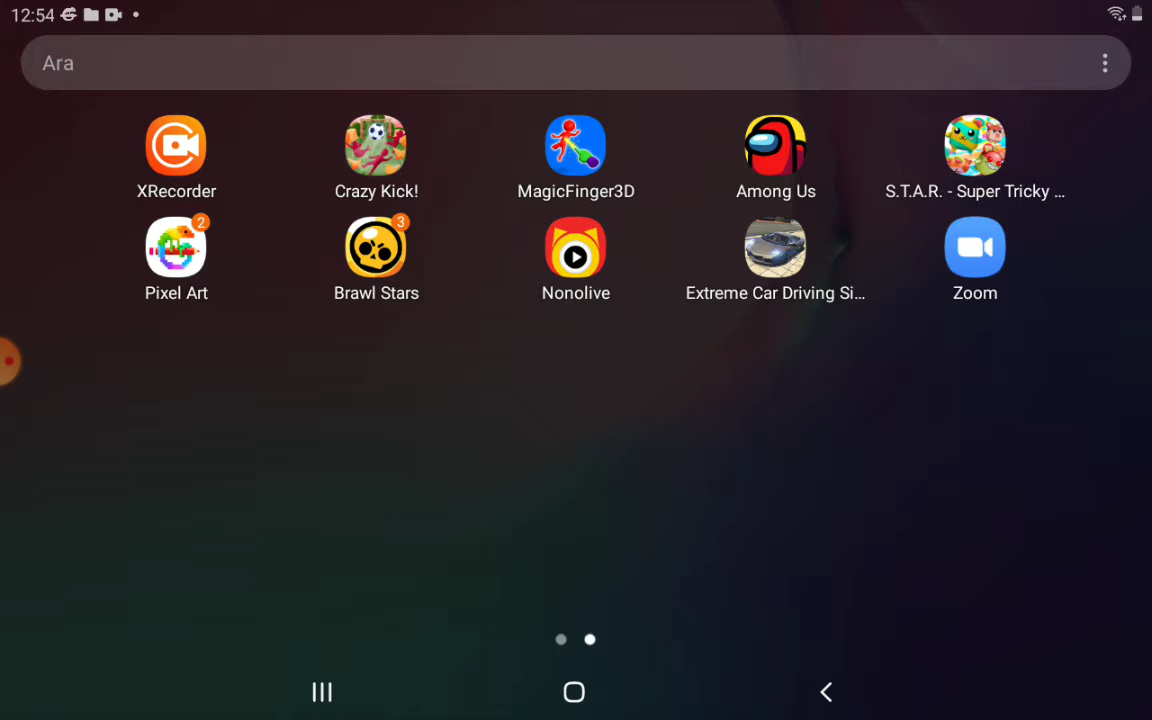 12:54
Ara
XRecorder
Crazy Kick!
MagicFinger3D
Among Us
S.T.A.R. - Super Tricky ...
2
3
Pixel Art
Brawl Stars
Nonolive
Extreme Car Driving Si...
Zoom